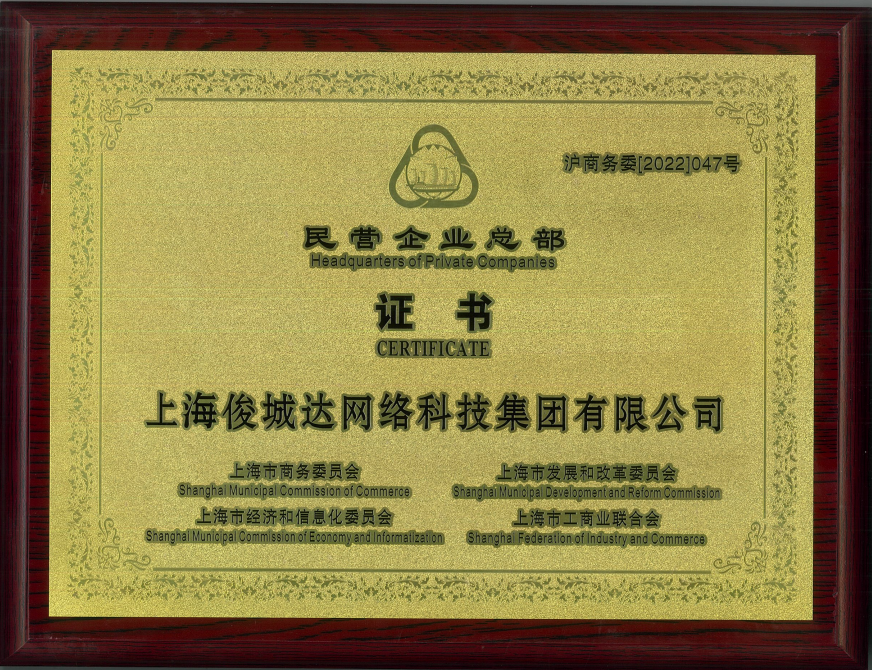 沪商务委[2022]047号
民营企业总部
Headquarters of Private Companies
证书
CERTIFICATE
上海俊城达网络科技集团有限公司
上海市商务委员会
Shanghai Municipal Commission of Commerce
上海市发展和改革委员会
Shanghai Municipal Development and Reform Commission
上海市经济和信息化委员会
Shanghai Municipal Commission of Economy and Informatization
上海市工商业联合会
Shanghai Federation of Industry and Commerce